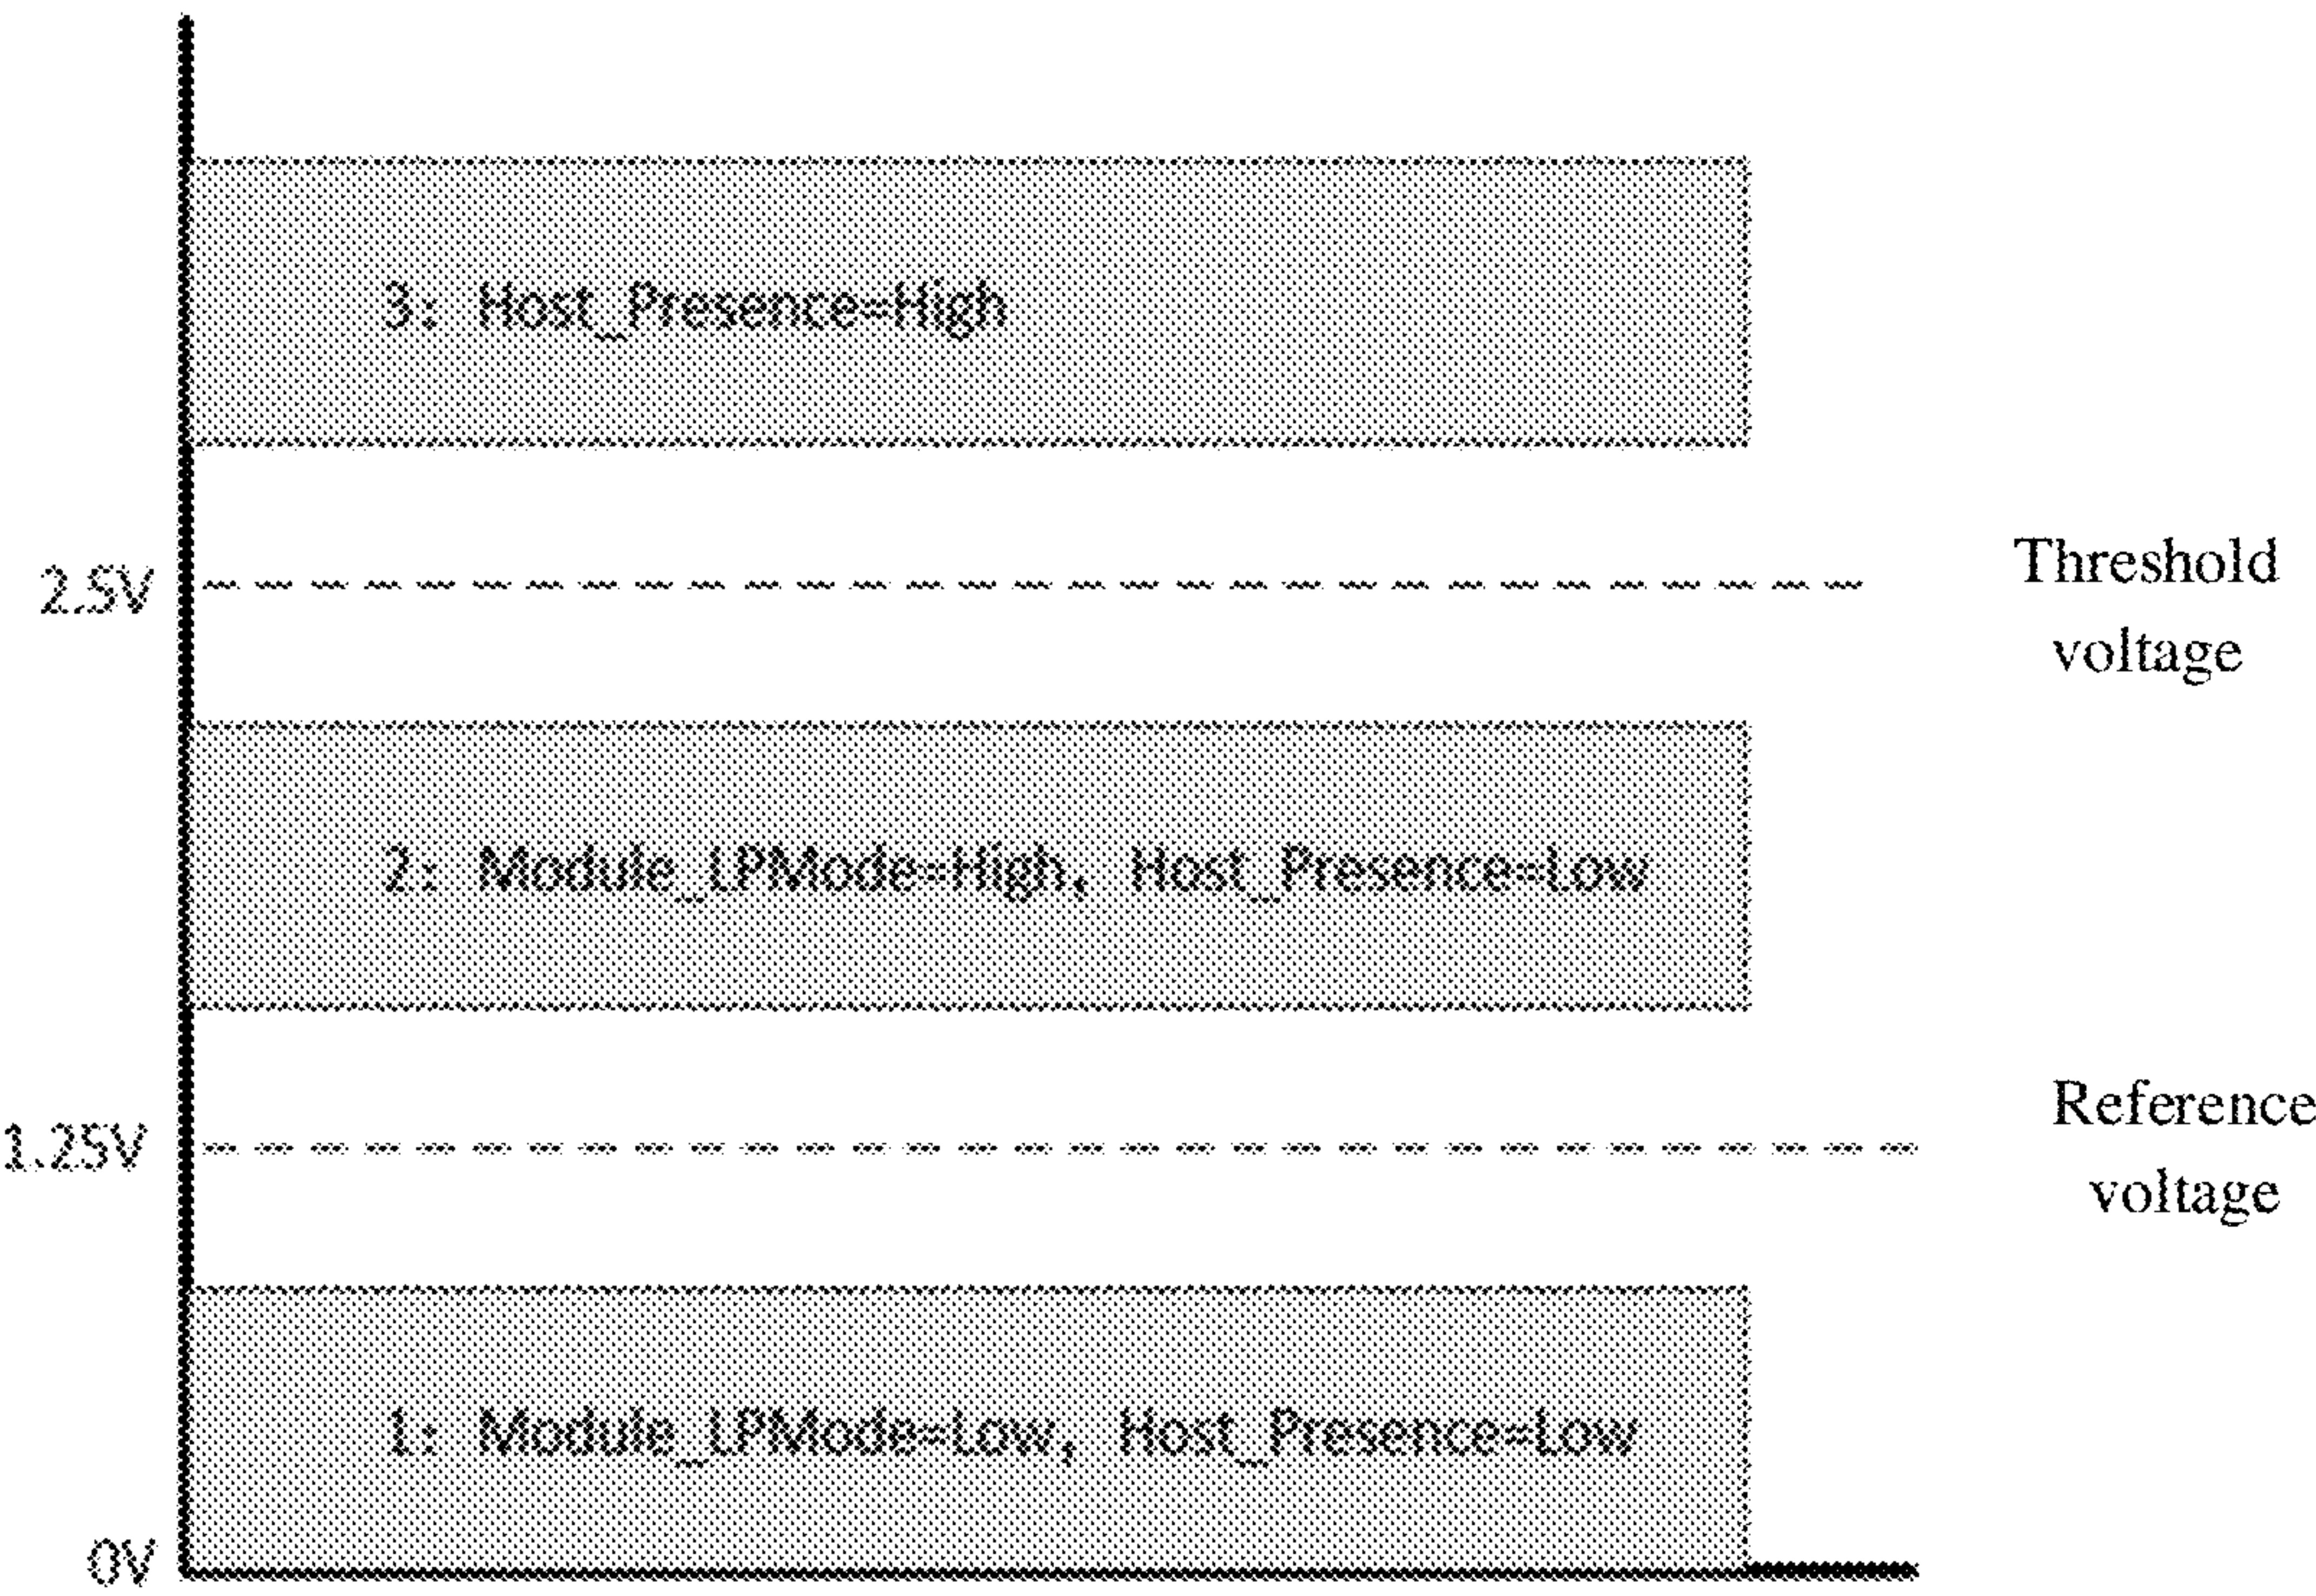 3: Host_Presence=High
2.5V
Threshold
voltage
2: Module_LPMode=High, Host_Presence=Low
1.25V
Reference
voltage
1: Module_LPMode=Low, Host_Presence=Low
0V